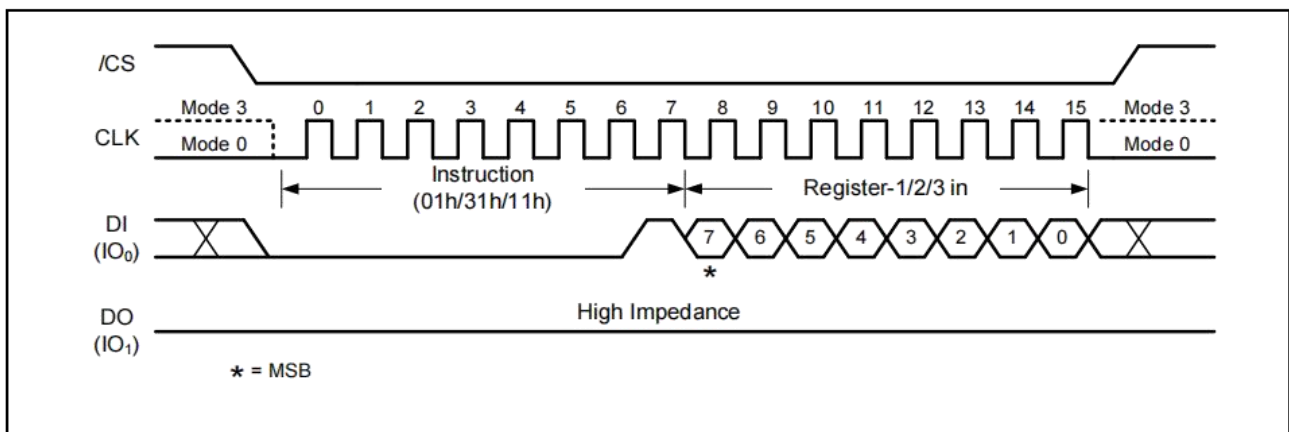 /CS
Mode 3 0 1 2 3 4 5 6 7 8 9 10 11 12 13 14 15 Mode 3
CLK
Mode 0 Mode 0
Instruction
(01h/31h/11h)
Register-1/2/3 in
DI
(IO₀)
7 6 5 4 3 2 1 0
*
High Impedance
DO
(IO₁)
* = MSB